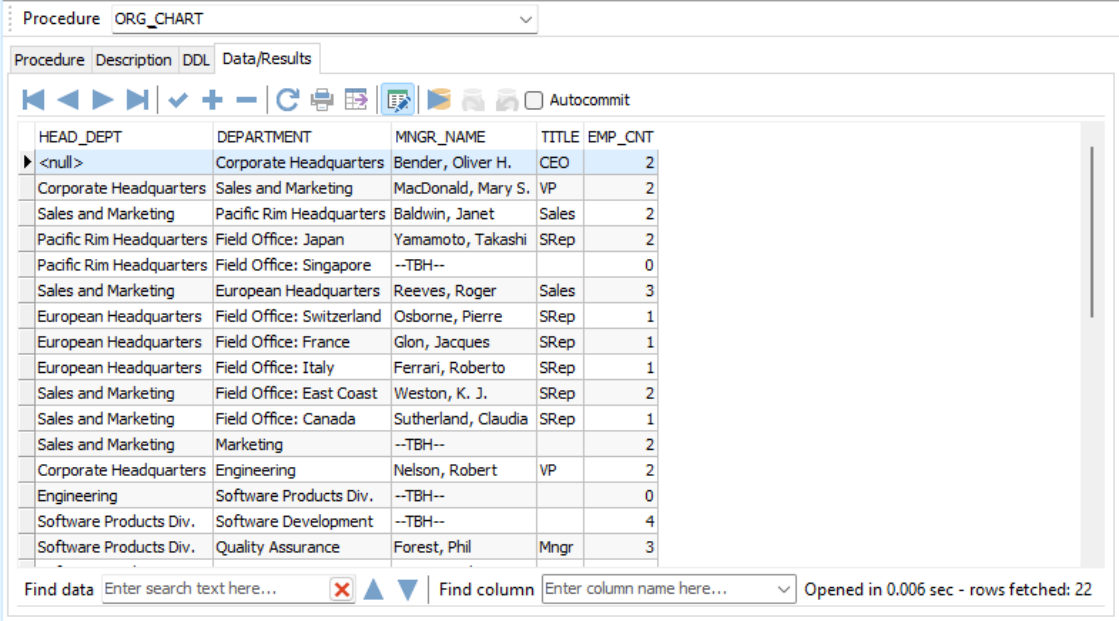 Procedure ORG_CHART
Procedure Description DDL Data/Results
Autocommit
HEAD_DEPT DEPARTMENT MNGR_NAME TITLE EMP_CNT
<null> Corporate Headquarters Bender, Oliver H. CEO 2
Corporate Headquarters Sales and Marketing MacDonald, Mary S. VP 2
Sales and Marketing Pacific Rim Headquarters Baldwin, Janet Sales 2
Pacific Rim Headquarters Field Office: Japan Yamamoto, Takashi SRep 2
Pacific Rim Headquarters Field Office: Singapore --TBH-- 0
Sales and Marketing European Headquarters Reeves, Roger Sales 3
European Headquarters Field Office: Switzerland Osborne, Pierre SRep 1
European Headquarters Field Office: France Glon, Jacques SRep 1
European Headquarters Field Office: Italy Ferrari, Roberto SRep 1
Sales and Marketing Field Office: East Coast Weston, K. J. SRep 2
Sales and Marketing Field Office: Canada Sutherland, Claudia SRep 1
Sales and Marketing Marketing --TBH-- 2
Corporate Headquarters Engineering Nelson, Robert VP 2
Engineering Software Products Div. --TBH-- 0
Software Products Div. Software Development --TBH-- 4
Software Products Div. Quality Assurance Forest, Phil Mngr 3
Find data Enter search text here... Find column Enter column name here... Opened in 0.006 sec - rows fetched: 22